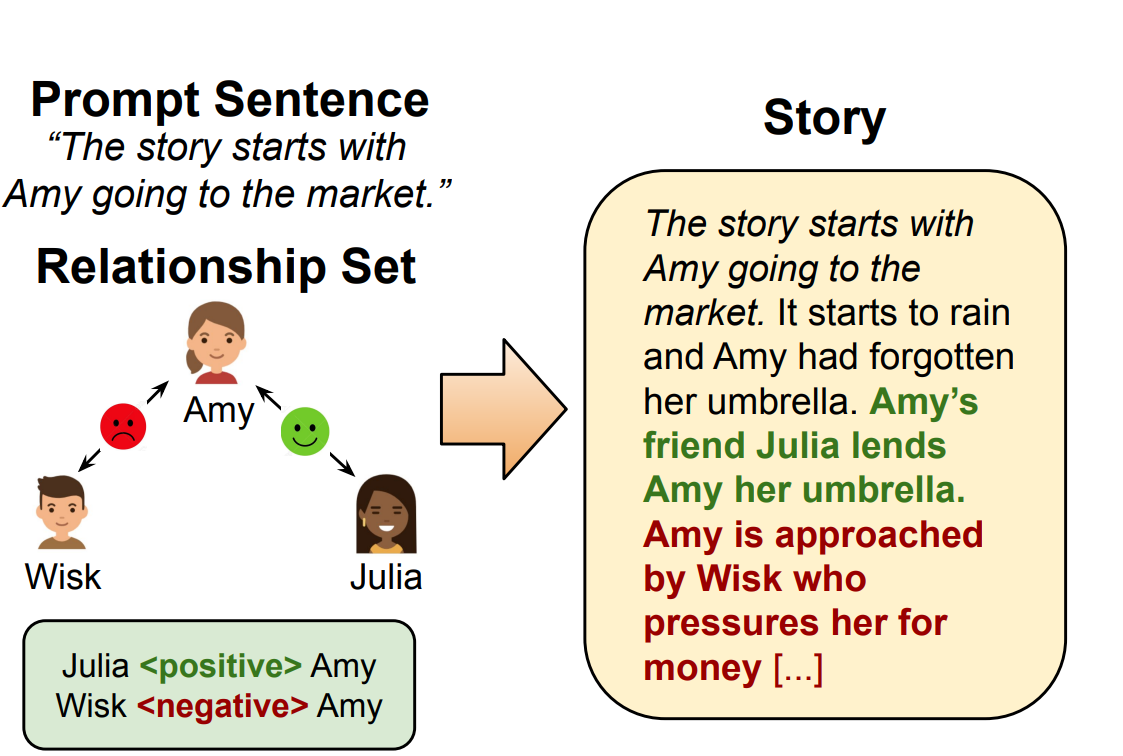 Prompt Sentence
“The story starts with
Amy going to the market.”
Relationship Set
Amy
Wisk
Julia
Julia <positive> Amy
Wisk <negative> Amy
Story
The story starts with
Amy going to the
market. It starts to rain
and Amy had forgotten
her umbrella. Amy’s
friend Julia lends
Amy her umbrella.
Amy is approached
by Wisk who
pressures her for
money [...]